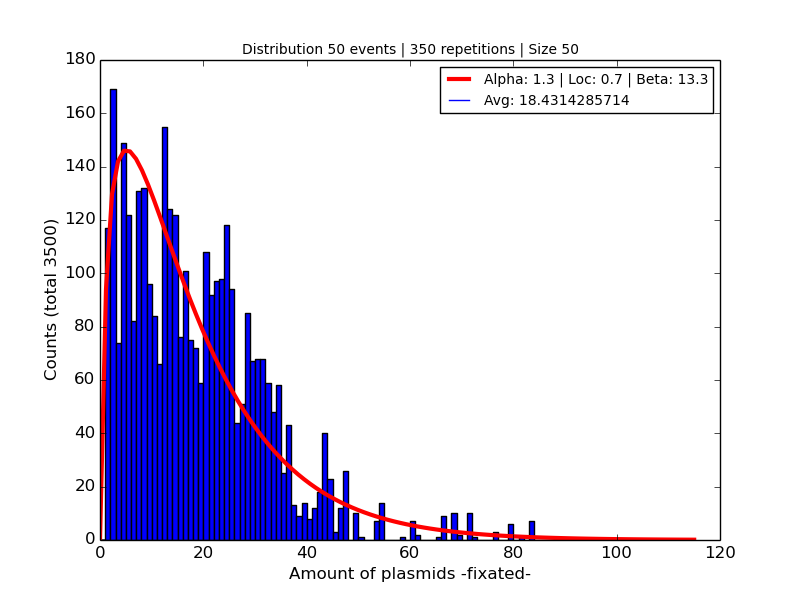 Distribution 50 events | 350 repetitions | Size 50
Alpha: 1.3 | Loc: 0.7 | Beta: 13.3
Avg: 18.4314285714
180
160
140
120
100
80
60
40
20
0
Counts (total 3500)
0 20 40 60 80 100 120
Amount of plasmids -fixated-